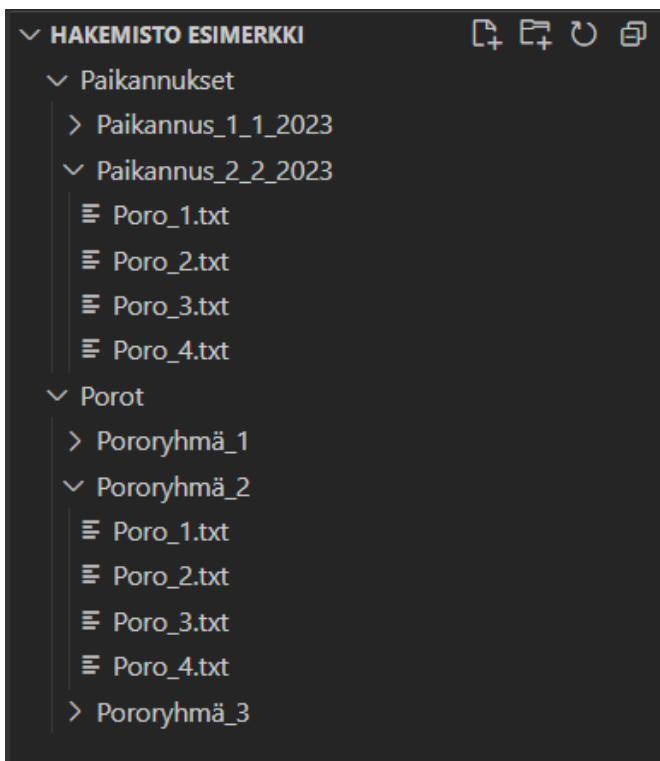 HAKEMISTO ESIMERKKI
Paikannukset
Paikannus_1_1_2023
Paikannus_2_2_2023
Poro_1.txt
Poro_2.txt
Poro_3.txt
Poro_4.txt
Porot
Pororyhmä_1
Pororyhmä_2
Poro_1.txt
Poro_2.txt
Poro_3.txt
Poro_4.txt
Pororyhmä_3